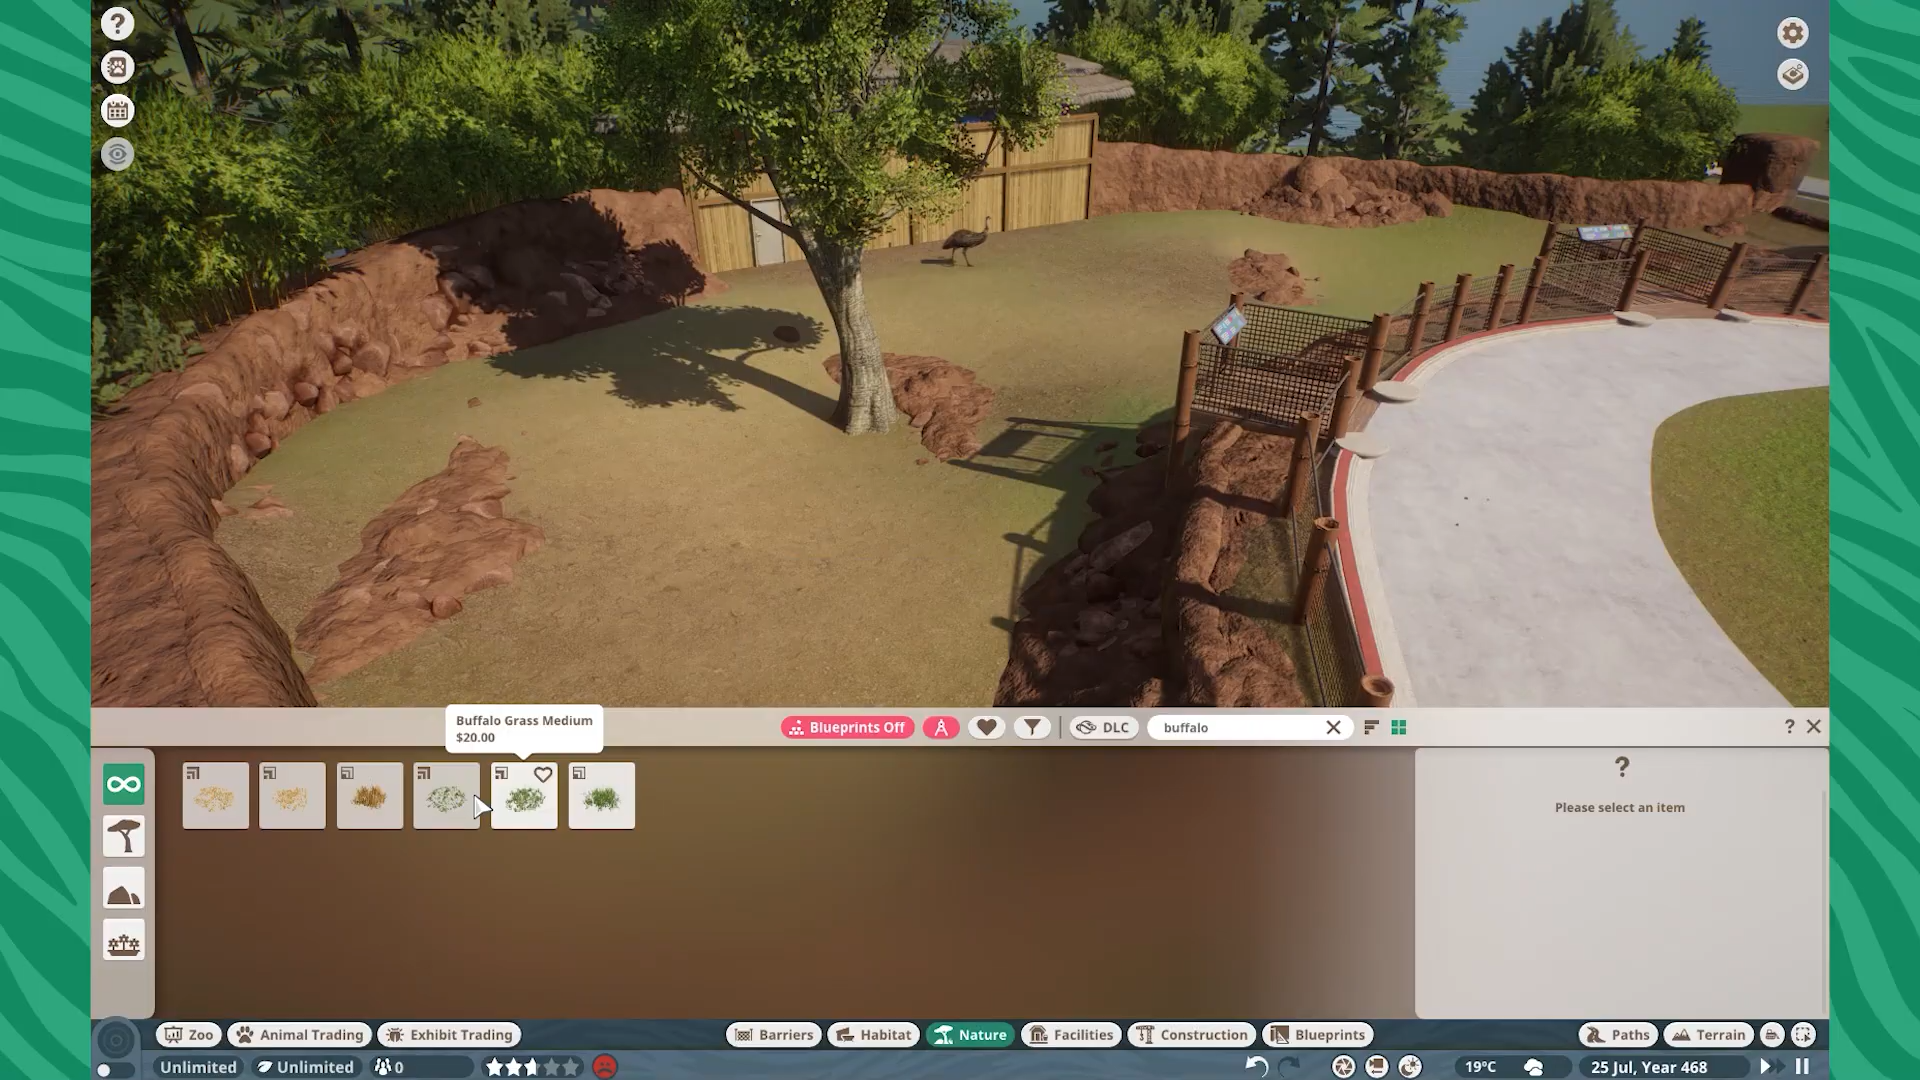 Buffalo Grass Medium
$20.00
Blueprints Off
DLC
buffalo
?
?
Please select an item
Zoo
Animal Trading
Exhibit Trading
Barriers
Habitat
Nature
Facilities
Construction
Blueprints
Paths
Terrain
Unlimited
Unlimited
0
19°C
25 Jul, Year 468